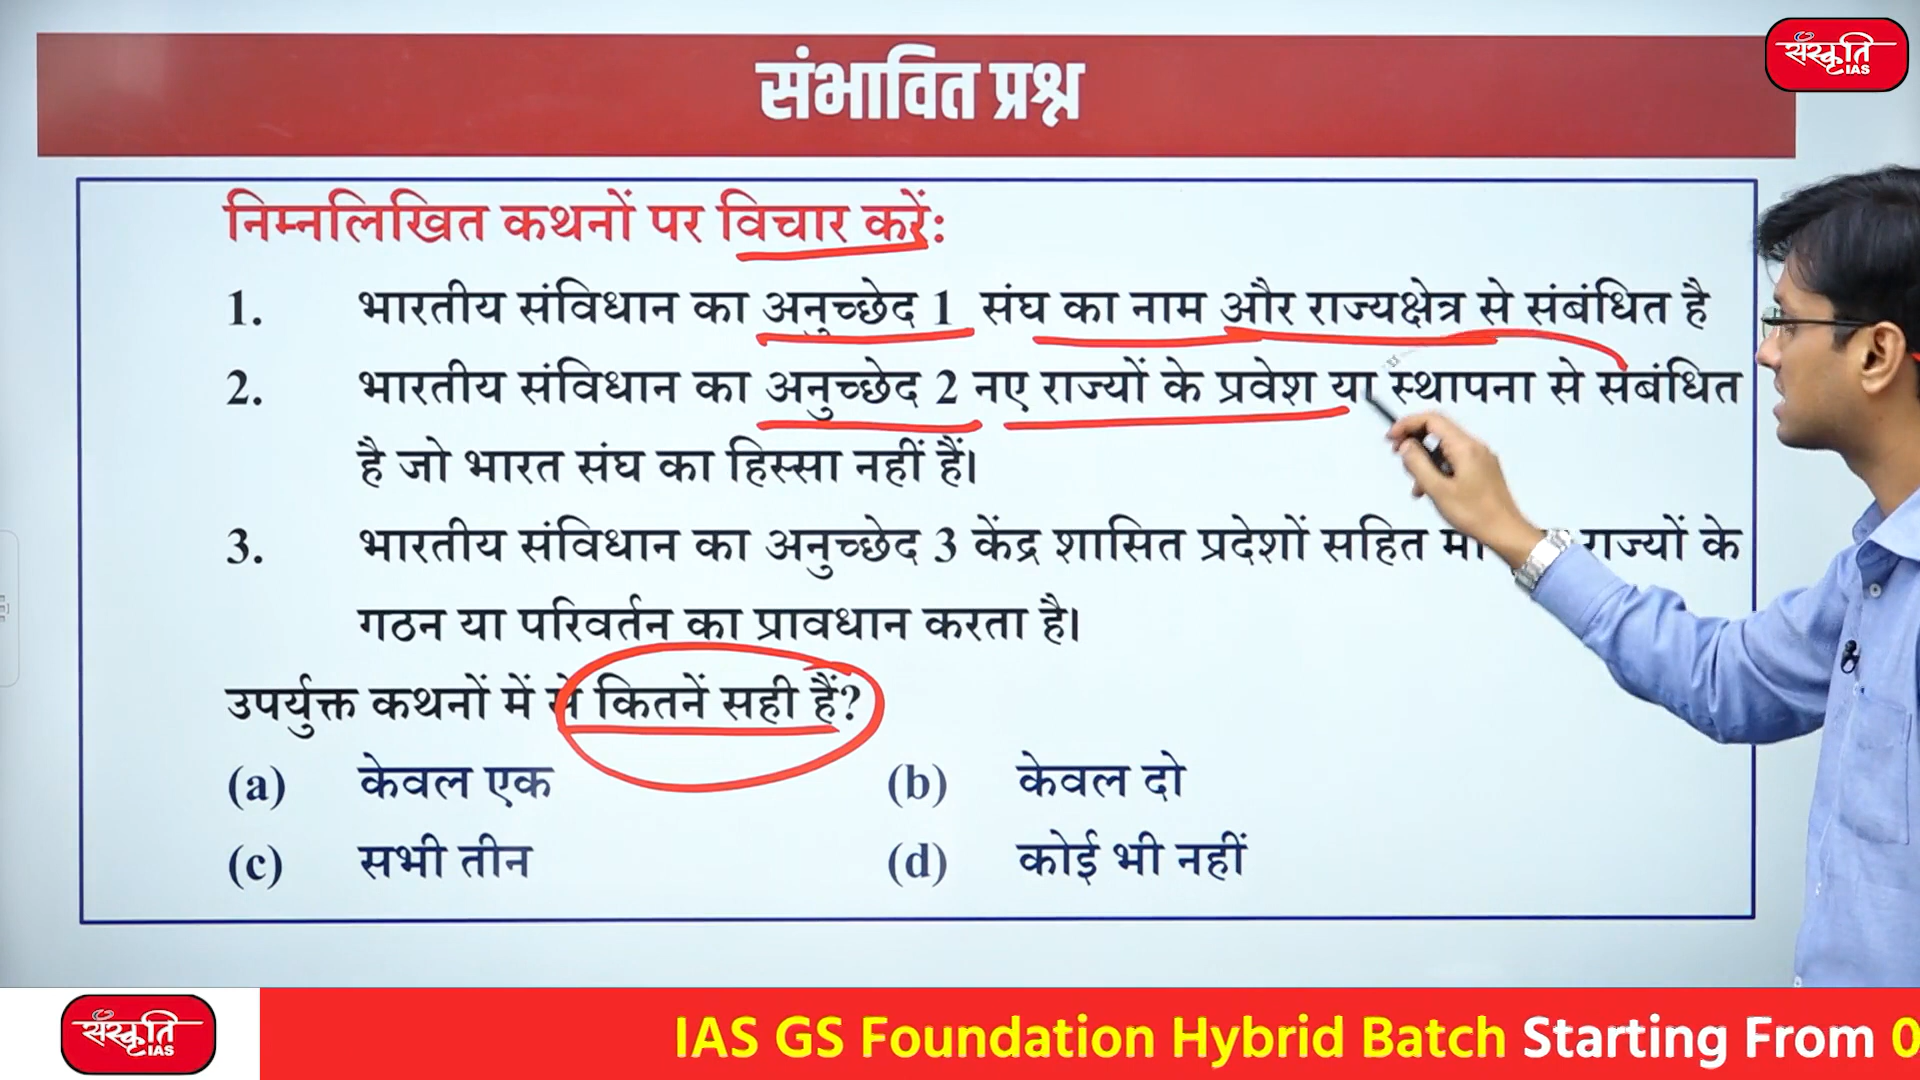 संस्कृति
IAS
संभावित प्रश्न
निम्नलिखित कथनों पर विचार करें:
1. भारतीय संविधान का अनुच्छेद 1 संघ का नाम और राज्यक्षेत्र से संबंधित है
2. भारतीय संविधान का अनुच्छेद 2 नए राज्यों के प्रवेश या स्थापना से संबंधित
है जो भारत संघ का हिस्सा नहीं हैं।
3. भारतीय संविधान का अनुच्छेद 3 केंद्र शासित प्रदेशों सहित राज्यों के
गठन या परिवर्तन का प्रावधान करता है।
उपर्युक्त कथनों में से कितनें सही हैं?
(a) केवल एक (b) केवल दो
(c) सभी तीन (d) कोई भी नहीं
संस्कृति
IAS
IAS GS Foundation Hybrid Batch Starting From 0